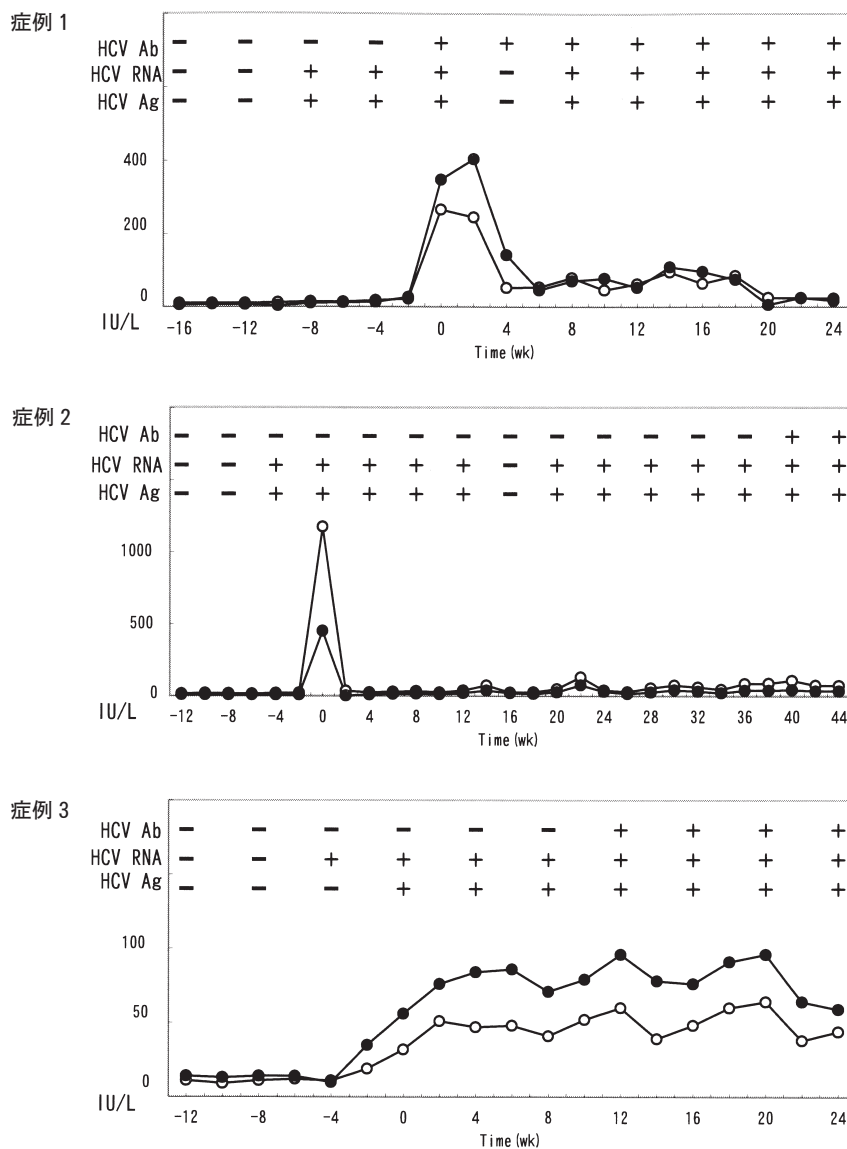 症例 1
HCV Ab − − − − + + + + + + +
HCV RNA − − + + + − + + + + +
HCV Ag − − + + + − + + + + +
400
200
0
IU/L
-16 -12 -8 -4 0 4 8 12 16 20 24
Time (wk)
症例 2
HCV Ab − − − − − − − − − − − − − + +
HCV RNA − − + + + + + − + + + + + + +
HCV Ag − − + + + + + − + + + + + + +
1000
500
0
IU/L
-12 -8 -4 0 4 8 12 16 20 24 28 32 36 40 44
Time (wk)
症例 3
HCV Ab − − − − − − + + + +
HCV RNA − − + + + + + + + +
HCV Ag − − − + + + + + + +
100
50
0
IU/L
-12 -8 -4 0 4 8 12 16 20 24
Time (wk)